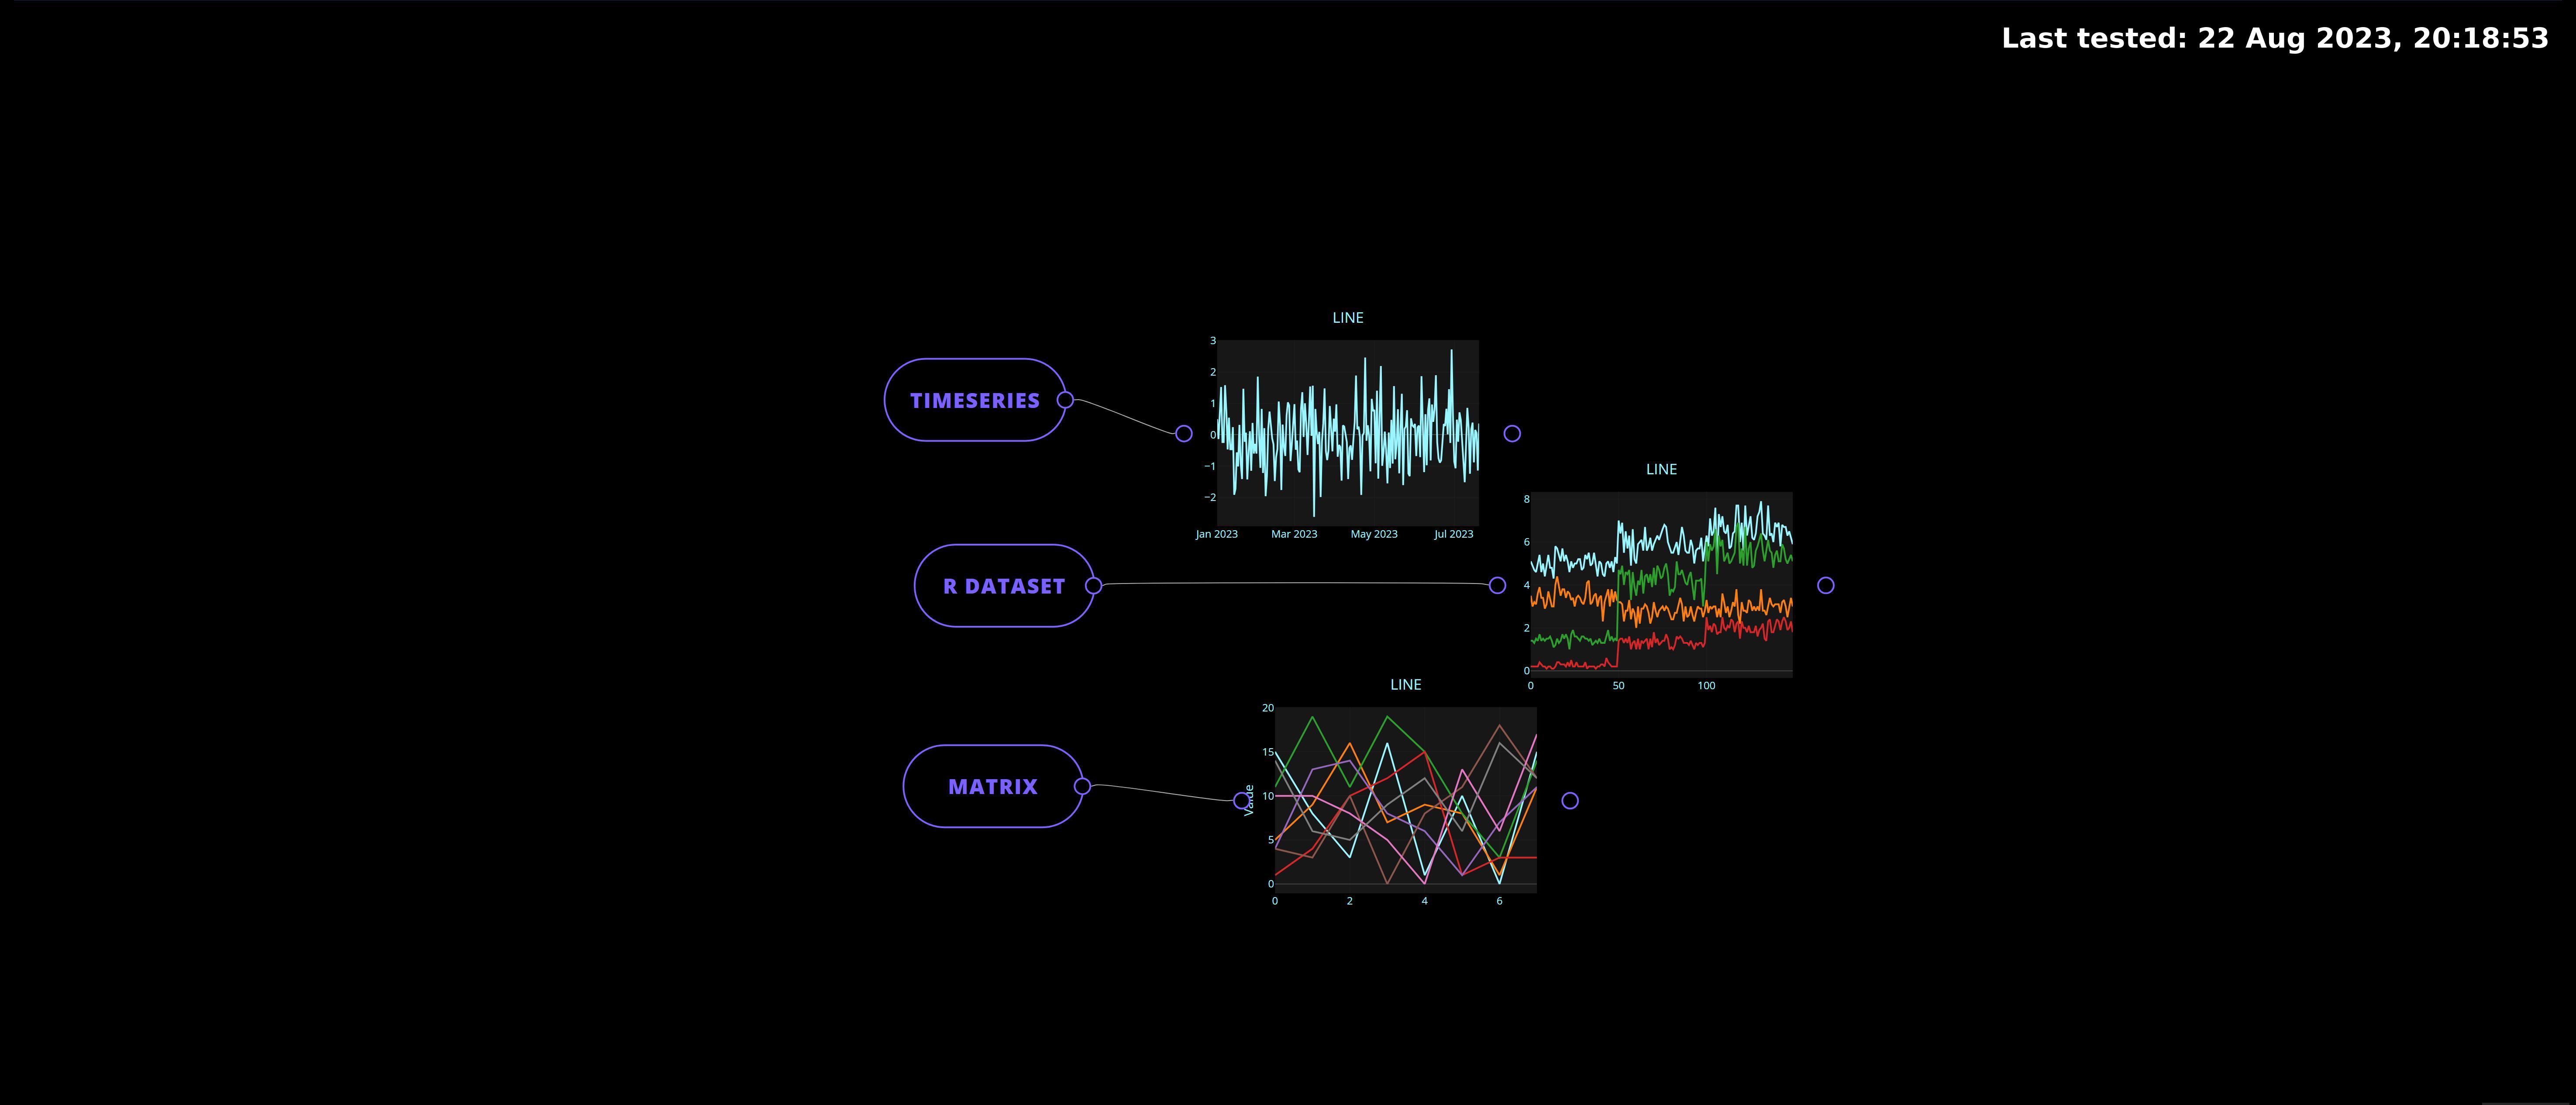 Last tested: 22 Aug 2023, 20:18:53
LINE
3
2
1
0
−1
−2
Jan 2023 Mar 2023 May 2023 Jul 2023
TIMESERIES
LINE
8
6
4
2
0
0 50 100
R DATASET
LINE
20
15
10
5
0
0 2 4 6
MATRIX